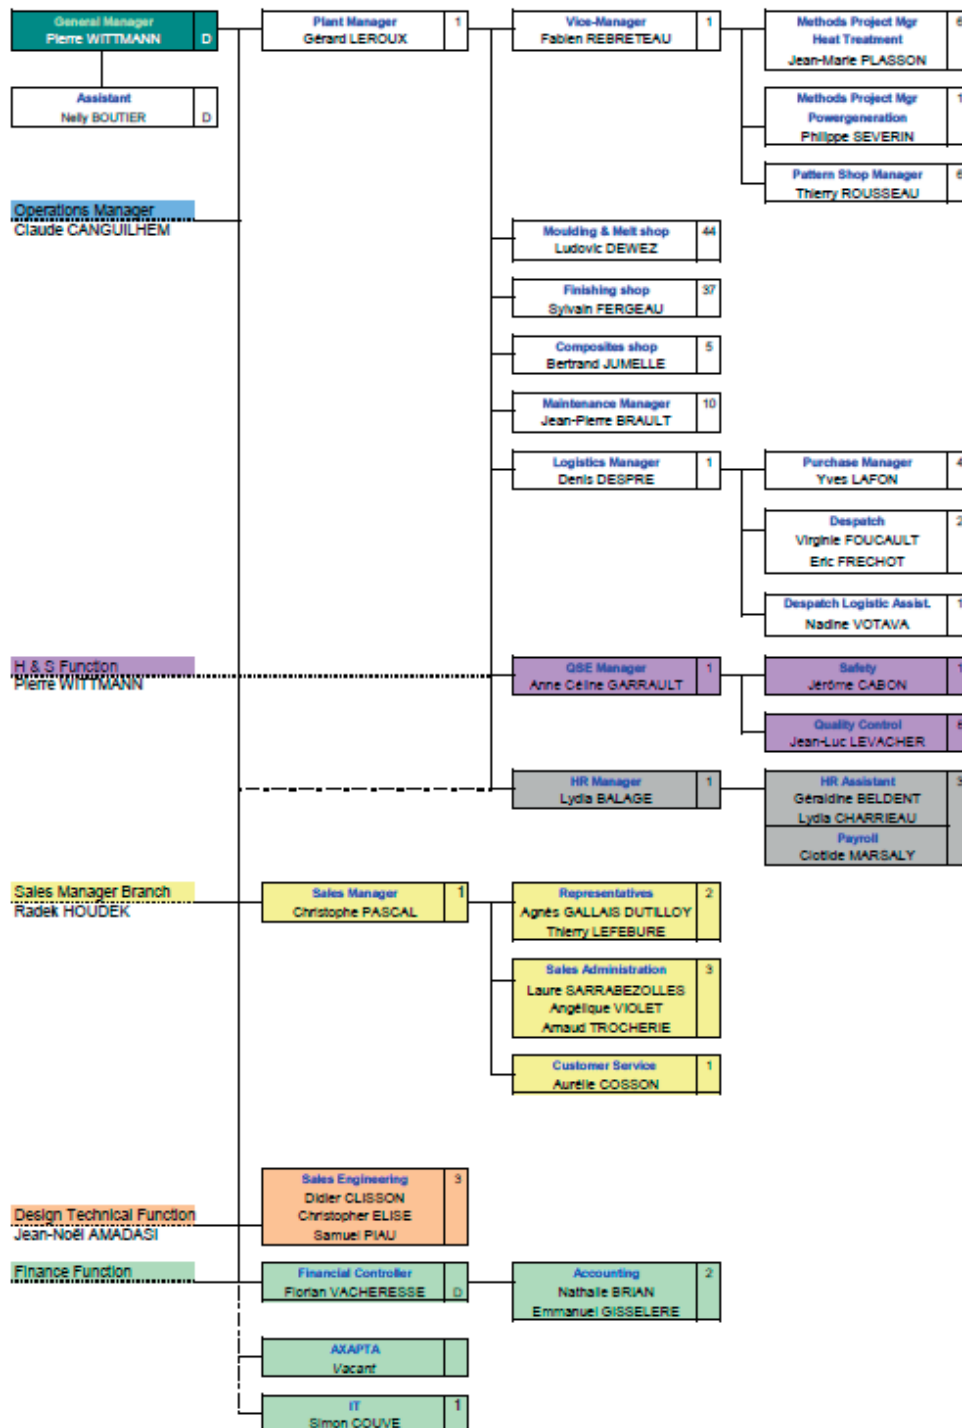 General Manager
Pierre WITTMANN D
Assistant
Nelly BOUTIER D
Plant Manager 1
Gérard LEROUX
Vice-Manager 1
Fabien REBRETEAU
Methods Project Mgr
Heat Treatment
Jean-Marie PLASSON
Methods Project Mgr
Powergeneration
Philippe SEVERIN
Pattern Shop Manager
Thierry ROUSSEAU
Operations Manager
Claude CANGUILHEM
Moulding & Melt shop 44
Ludovic DEWEZ
Finishing shop 37
Sylvain FERGEAU
Composites shop 5
Bertrand JUMELLE
Maintenance Manager 10
Jean-Pierre BRAULT
Logistics Manager 1
Denis DESPRE
Purchase Manager 4
Yves LAFON
Despatch 2
Virginie FOUCAULT
Eric FRECHOT
Despatch Logistic Assist. 1
Nadine VOTAVA
H & S Function
Pierre WITTMANN
QSE Manager 1
Anne Céline GARRAULT
Safety 1
Jérôme CABON
Quality Control
Jean-Luc LEVACHER
HR Manager 1
Lydia BALAGE
HR Assistant 3
Géraldine BELDENT
Lydia CHARRIEAU
Payroll
Clotilde MARSALY
Sales Manager Branch
Radek HOUDEK
Sales Manager 1
Christophe PASCAL
Representatives 2
Agnès GALLAIS DUTILLOY
Thierry LEFEBURE
Sales Administration 3
Laure SARRABEZOLLES
Angélique VIOLET
Arnaud TROCHERIE
Customer Service 1
Aurélie COSSON
Design Technical Function
Jean-Noël AMADASI
Sales Engineering 3
Didier CLISSON
Christopher ELISE
Samuel PIAU
Finance Function
Financial Controller
Florian VACHERESSE D
Accounting 2
Nathalie BRIAN
Emmanuel GISSELERE
AXAPTA
Vacant
IT 1
Simon COUVE